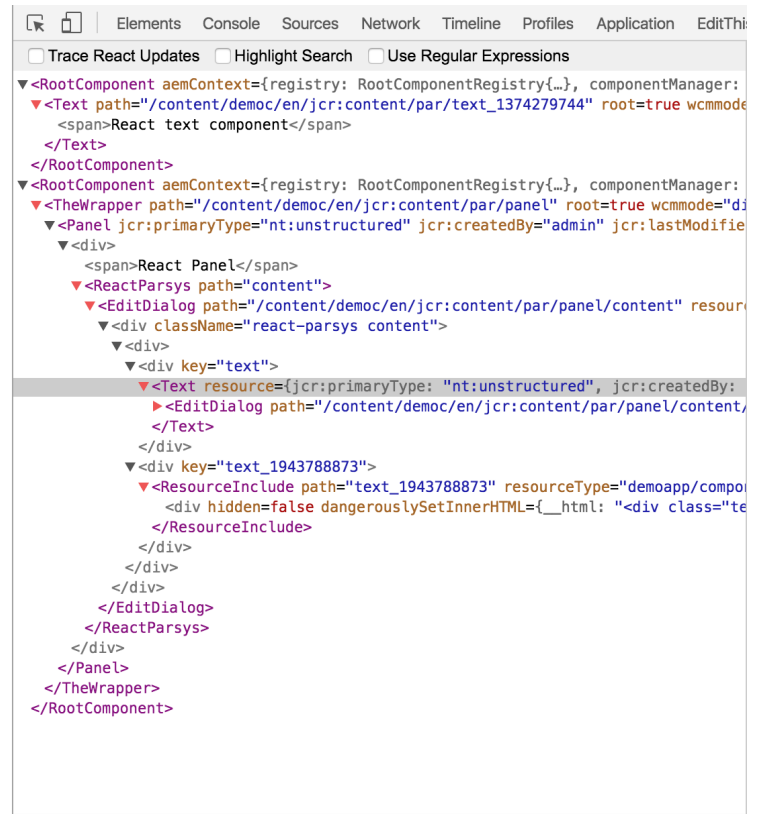 Elements Console Sources Network Timeline Profiles Application EditThi
Trace React Updates Highlight Search Use Regular Expressions
<RootComponent aemContext={registry: RootComponentRegistry{…}, componentManager:
<Text path="/content/democ/en/jcr:content/par/text_1374279744" root=true wcmmode
<span>React text component</span>
</Text>
</RootComponent>
<RootComponent aemContext={registry: RootComponentRegistry{…}, componentManager:
<TheWrapper path="/content/democ/en/jcr:content/par/panel" root=true wcmmode="di
<Panel jcr:primaryType="nt:unstructured" jcr:createdBy="admin" jcr:lastModifie
<div>
<span>React Panel</span>
<ReactParsys path="content">
<EditDialog path="/content/democ/en/jcr:content/par/panel/content" resour
<div className="react-parsys content">
<div>
<div key="text">
<Text resource={jcr:primaryType: "nt:unstructured", jcr:createdBy:
<EditDialog path="/content/democ/en/jcr:content/par/panel/content/
</Text>
</div>
<div key="text_1943788873">
<ResourceInclude path="text_1943788873" resourceType="demoapp/compo
<div hidden=false dangerouslySetInnerHTML={__html: "<div class="te
</ResourceInclude>
</div>
</div>
</div>
</EditDialog>
</ReactParsys>
</div>
</Panel>
</TheWrapper>
</RootComponent>